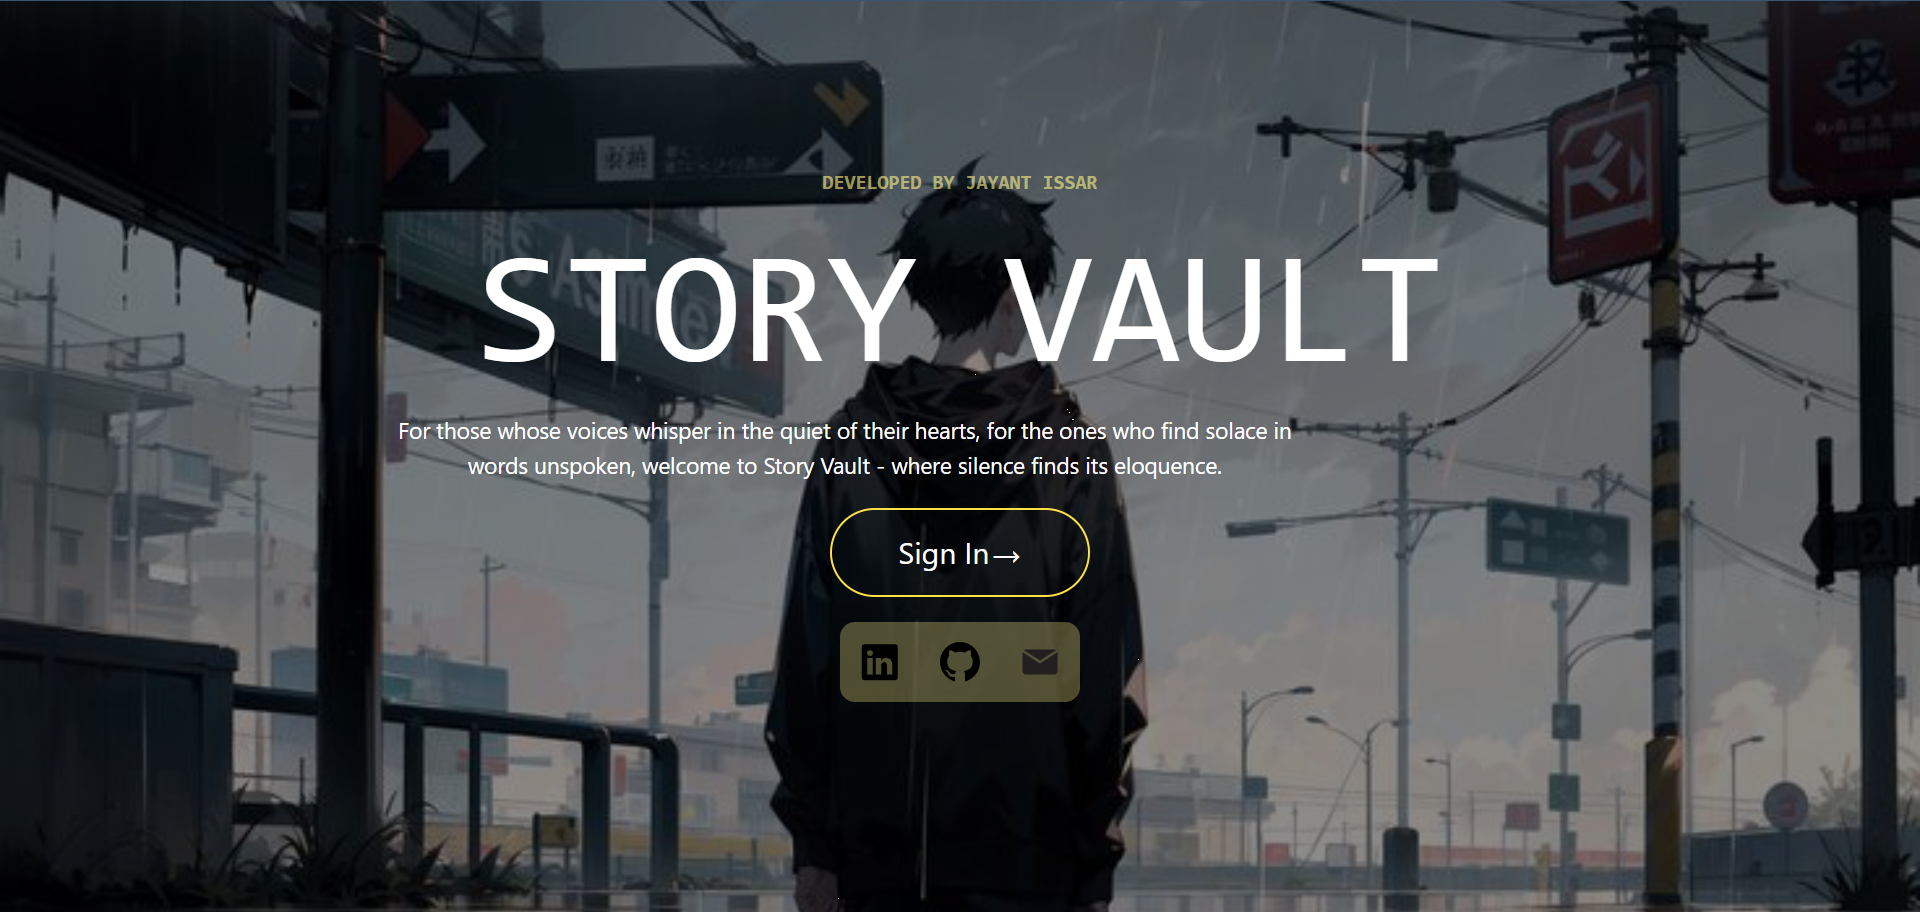 DEVELOPED BY JAYANT ISSAR
STORY VAULT
For those whose voices whisper in the quiet of their hearts, for the ones who find solace in
words unspoken, welcome to Story Vault - where silence finds its eloquence.
Sign In→
in